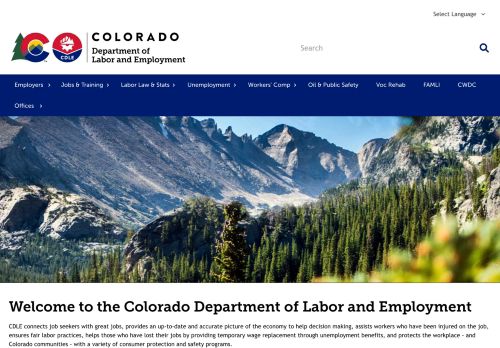 Select Language
COLORADO
Department of
Labor and Employment
CDLE
Search
Employers Jobs & Training Labor Law & Stats Unemployment Workers' Comp Oil & Public Safety Voc Rehab FAMLI CWDC
Offices
Welcome to the Colorado Department of Labor and Employment
CDLE connects job seekers with great jobs, provides an up-to-date and accurate picture of the economy to help decision making, assists workers who have been injured on the job,
ensures fair labor practices, helps those who have lost their jobs by providing temporary wage replacement through unemployment benefits, and protects the workplace - and
Colorado communities - with a variety of consumer protection and safety programs.